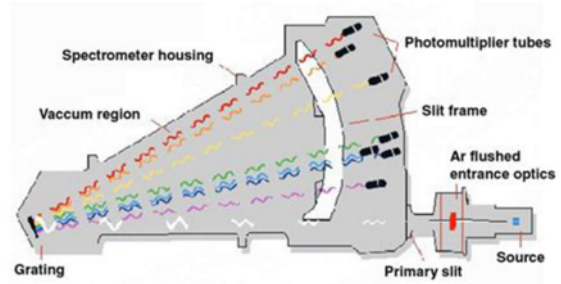 Spectrometer housing
Photomultiplier tubes
Vaccum region
Slit frame
Ar flushed
entrance optics
Grating
Primary slit
Source